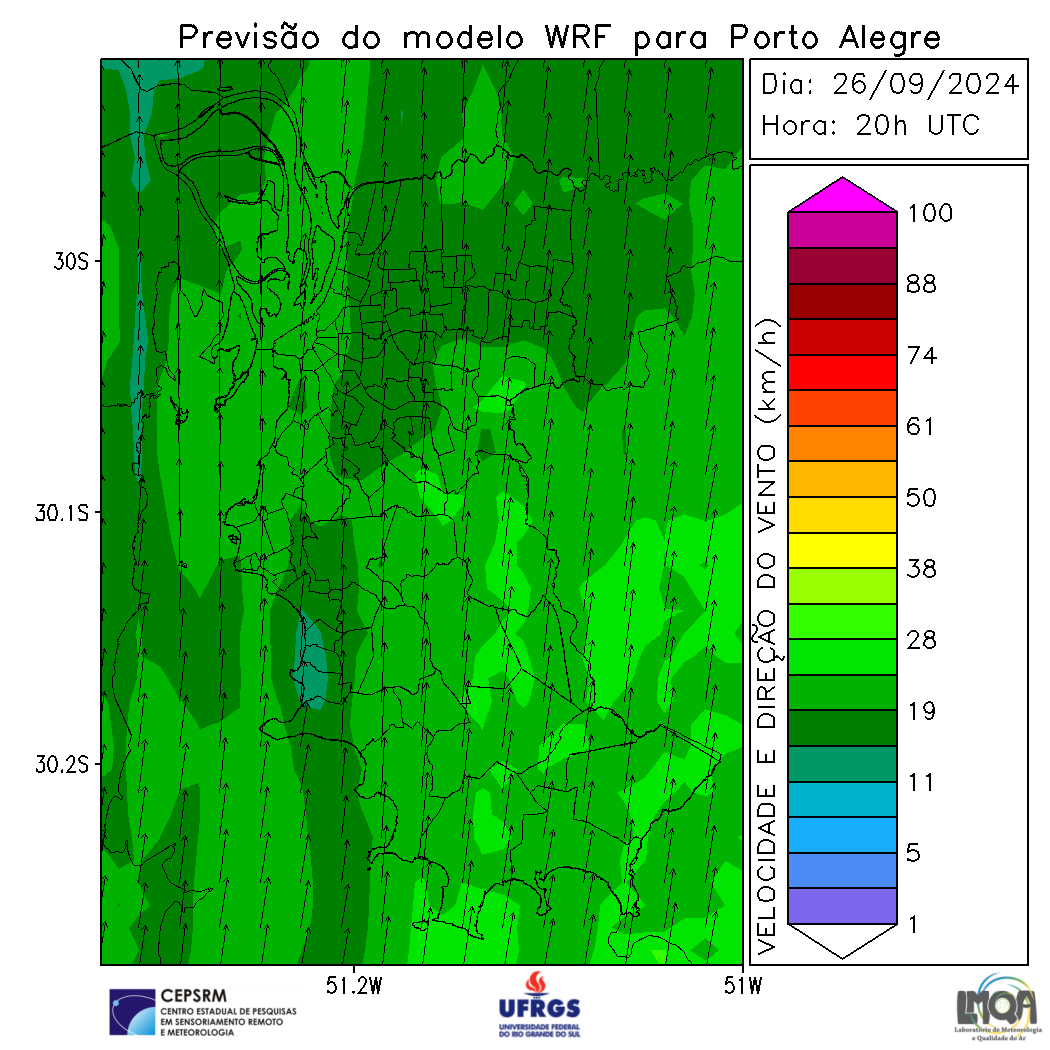 Previsão do modelo WRF para Porto Alegre
Dia: 26/09/2024
Hora: 20h UTC
30S
30.1S
30.2S
51.2W
51W
VELOCIDADE E DIREÇÃO DO VENTO (km/h)
100
88
74
61
50
38
28
19
11
5
1
CEPSRM
CENTRO ESTADUAL DE PESQUISAS
EM SENSORIAMENTO REMOTO
E METEOROLOGIA
UFRGS
UNIVERSIDADE FEDERAL
DO RIO GRANDE DO SUL
LMQA
Laboratório de Meteorologia
e Qualidade do Ar